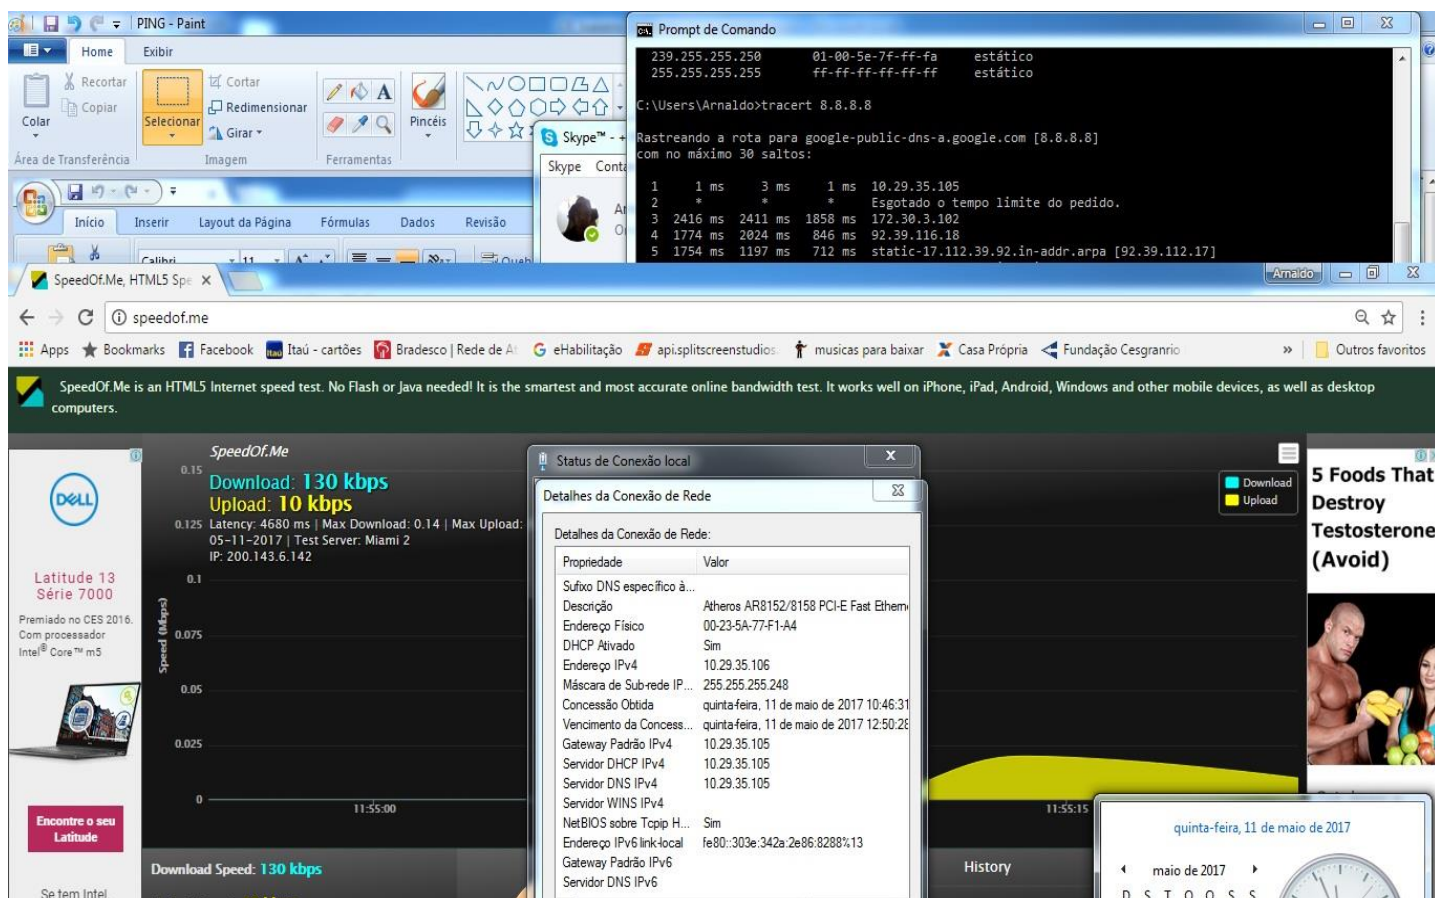 PING - Paint
Home Exibir
Colar
Recortar
Copiar
Área de Transferência
Selecionar
Cortar
Redimensionar
Girar
Imagem
A
Ferramentas
Pincéis
Início Inserir Layout da Página Fórmulas Dados Revisão
Calibri 11
Skype™ - +
Skype Conta
Prompt de Comando
239.255.255.250 01-00-5e-7f-ff-fa estático
255.255.255.255 ff-ff-ff-ff-ff-ff estático
C:\Users\Arnaldo>tracert 8.8.8.8
Rastreando a rota para google-public-dns-a.google.com [8.8.8.8]
com no máximo 30 saltos:
1 1 ms 3 ms 1 ms 10.29.35.105
2 * * * Esgotado o tempo limite do pedido.
3 2416 ms 2411 ms 1858 ms 172.30.3.102
4 1774 ms 2024 ms 846 ms 92.39.116.18
5 1754 ms 1197 ms 712 ms static-17.112.39.92.in-addr.arpa [92.39.112.17]
SpeedOf.Me, HTML5 Spe
Arnaldo
speedof.me
Apps Bookmarks Facebook Itaú - cartões Bradesco | Rede de At eHabilitação api.splitscreenstudios. musicas para baixar Casa Própria Fundação Cesgranrio » Outros favoritos
SpeedOf.Me is an HTML5 Internet speed test. No Flash or Java needed! It is the smartest and most accurate online bandwidth test. It works well on iPhone, iPad, Android, Windows and other mobile devices, as well as desktop
computers.
DELL
Latitude 13
Série 7000
Premiado no CES 2016.
Com processador
Intel® Core™ m5
Encontre o seu
Latitude
Se tem Intel
SpeedOf.Me
Download: 130 kbps
Upload: 10 kbps
Latency: 4680 ms | Max Download: 0.14 | Max Upload:
05-11-2017 | Test Server: Miami 2
IP: 200.143.6.142
Speed (Mbps)
0.15
0.125
0.1
0.075
0.05
0.025
0
11:55:00
11:55:15
Download
Upload
Download Speed: 130 kbps
History
Status de Conexão local
Detalhes da Conexão de Rede
Detalhes da Conexão de Rede:
Propriedade Valor
Sufixo DNS específico à...
Descrição Atheros AR8152/8158 PCI-E Fast Ethern
Endereço Físico 00-23-5A-77-F1-A4
DHCP Ativado Sim
Endereço IPv4 10.29.35.106
Máscara de Sub-rede IP... 255.255.255.248
Concessão Obtida quinta-feira, 11 de maio de 2017 10:46:31
Vencimento da Concess... quinta-feira, 11 de maio de 2017 12:50:28
Gateway Padrão IPv4 10.29.35.105
Servidor DHCP IPv4 10.29.35.105
Servidor DNS IPv4 10.29.35.105
Servidor WINS IPv4
NetBIOS sobre Tcpip H... Sim
Endereço IPv6 link-local fe80::303e:342a:2e86:8288%13
Gateway Padrão IPv6
Servidor DNS IPv6
5 Foods That
Destroy
Testosterone
(Avoid)
quinta-feira, 11 de maio de 2017
maio de 2017
D S T Q Q S S